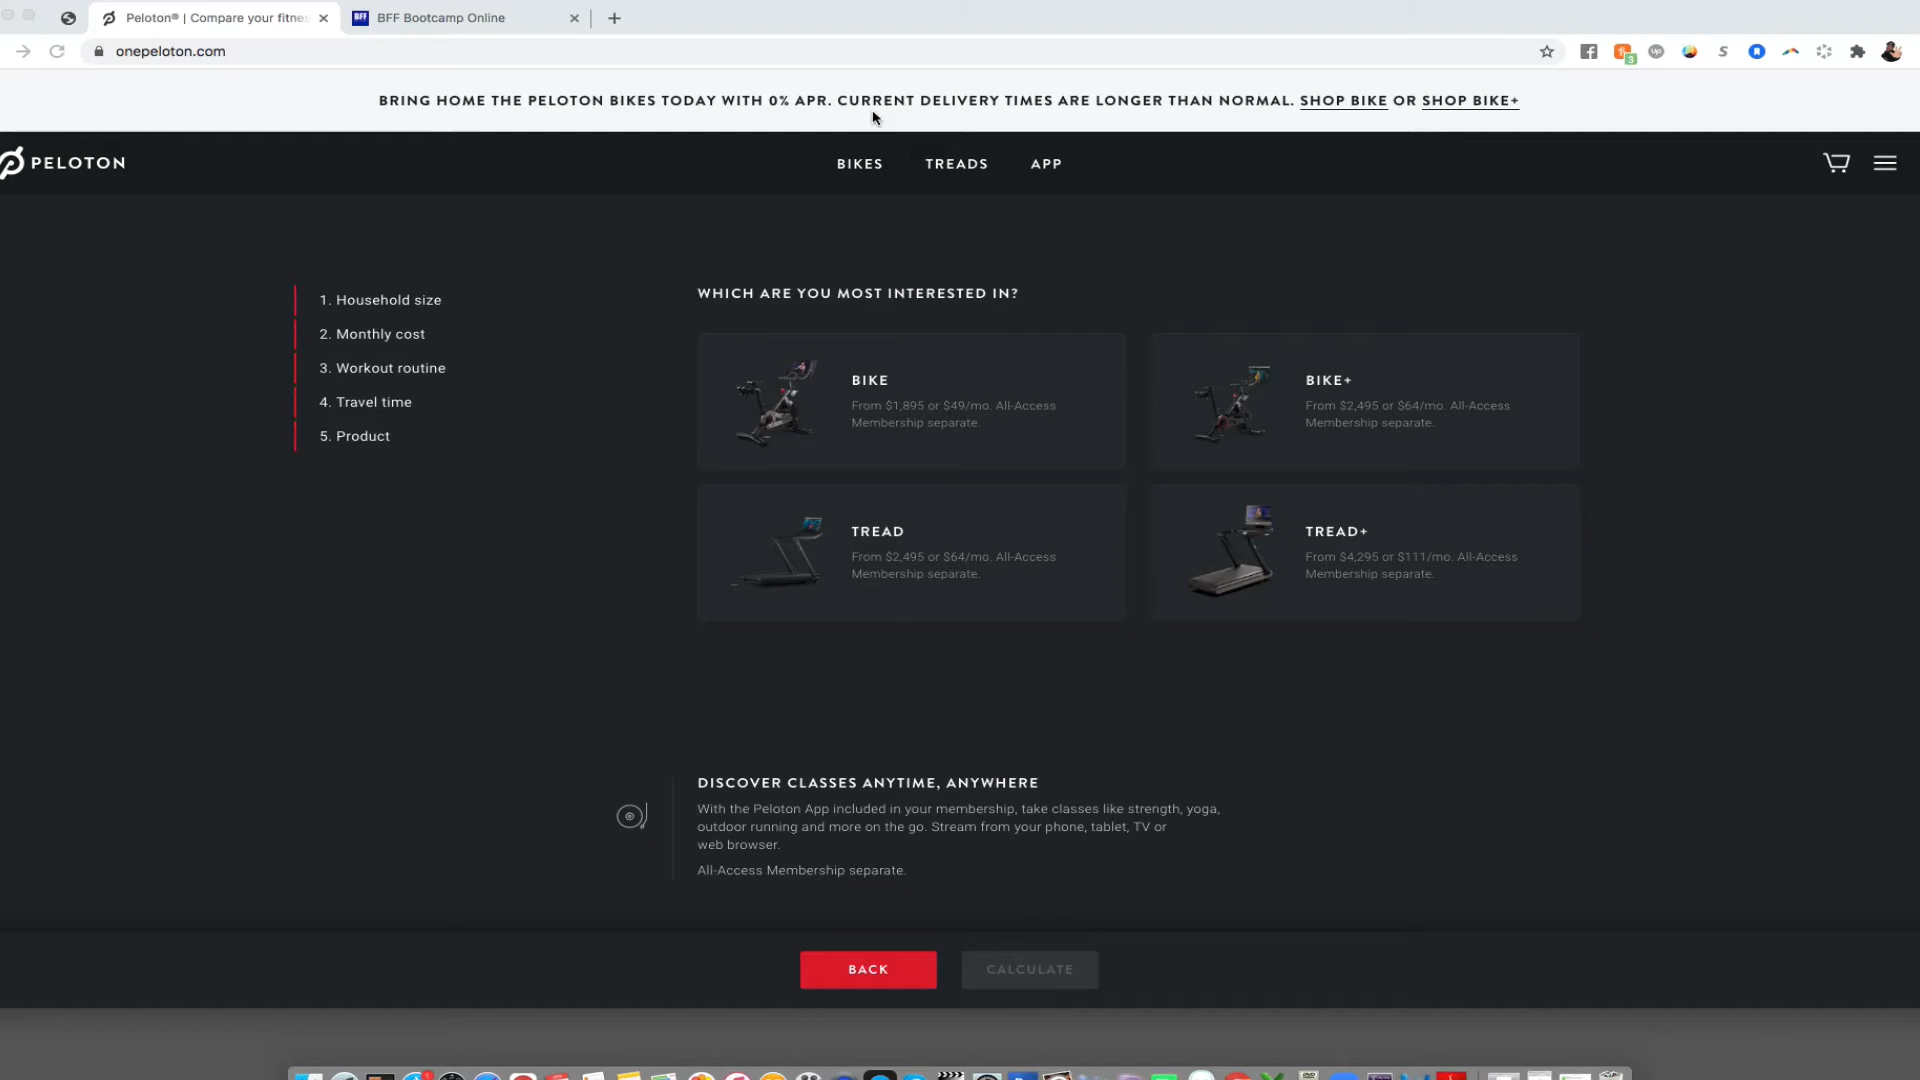 Peloton® | Compare your fitne
BFF
BFF Bootcamp Online
onepeloton.com
3
BRING HOME THE PELOTON BIKES TODAY WITH 0% APR. CURRENT DELIVERY TIMES ARE LONGER THAN NORMAL. SHOP BIKE OR SHOP BIKE+
PELOTON
BIKES
TREADS
APP
1. Household size
2. Monthly cost
3. Workout routine
4. Travel time
5. Product
WHICH ARE YOU MOST INTERESTED IN?
BIKE
From $1,895 or $49/mo. All-Access
Membership separate.
BIKE+
From $2,495 or $64/mo. All-Access
Membership separate.
TREAD
From $2,495 or $64/mo. All-Access
Membership separate.
TREAD+
From $4,295 or $111/mo. All-Access
Membership separate.
DISCOVER CLASSES ANYTIME, ANYWHERE
With the Peloton App included in your membership, take classes like strength, yoga,
outdoor running and more on the go. Stream from your phone, tablet, TV or
web browser.
All-Access Membership separate.
BACK
CALCULATE